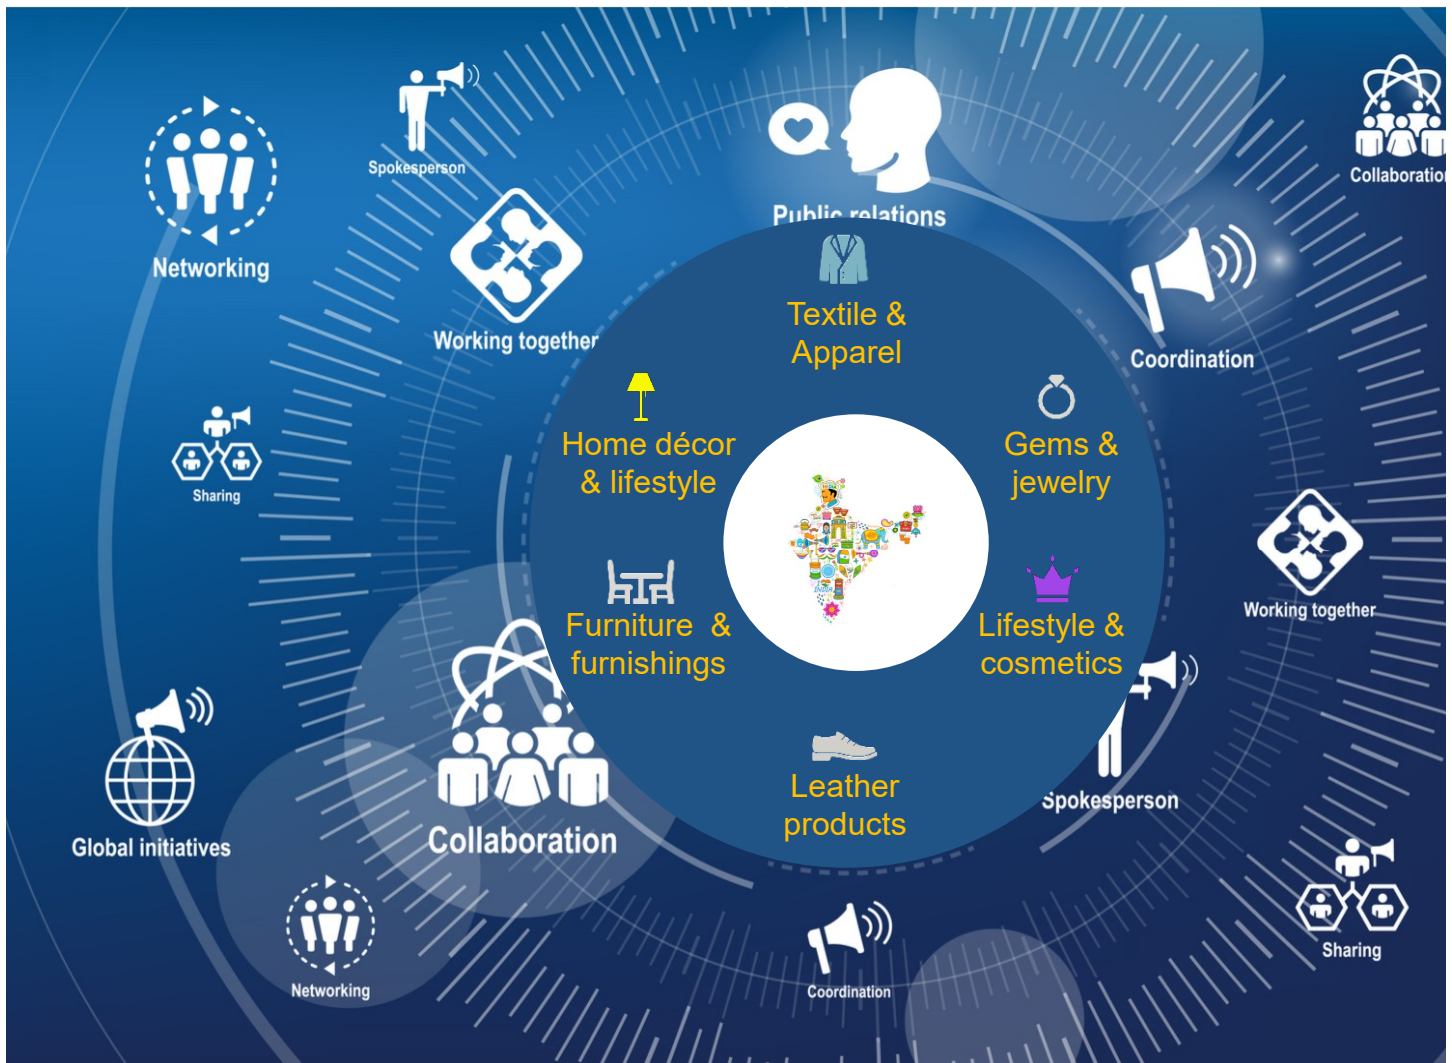 Spokesperson
Collaboration
Networking
Public relations
Working together
Coordination
Textile &
Apparel
Home décor
& lifestyle
Gems &
jewelry
Sharing
INDIA
Working together
Furniture &
furnishings
Lifestyle &
cosmetics
Leather
products
Spokesperson
Global initiatives
Collaboration
Sharing
Networking
Coordination